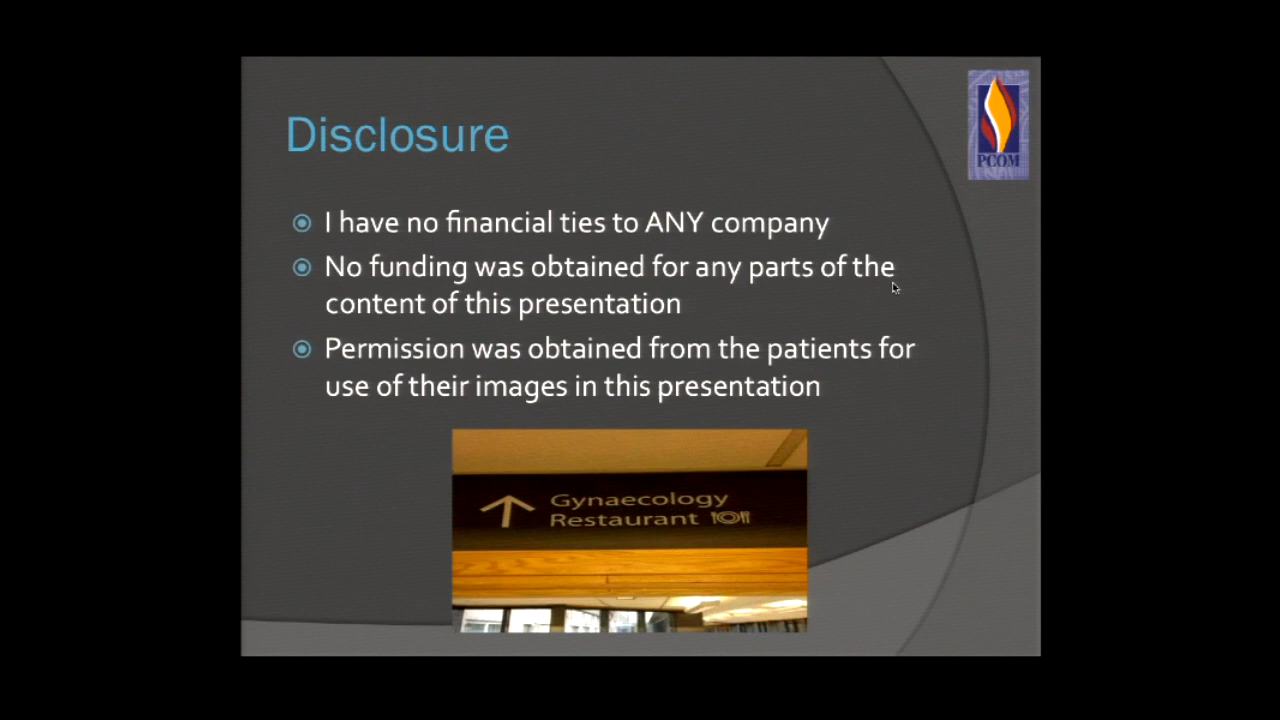 Disclosure
PCOM
I have no financial ties to ANY company
No funding was obtained for any parts of the
content of this presentation
Permission was obtained from the patients for
use of their images in this presentation
Gynaecology
Restaurant